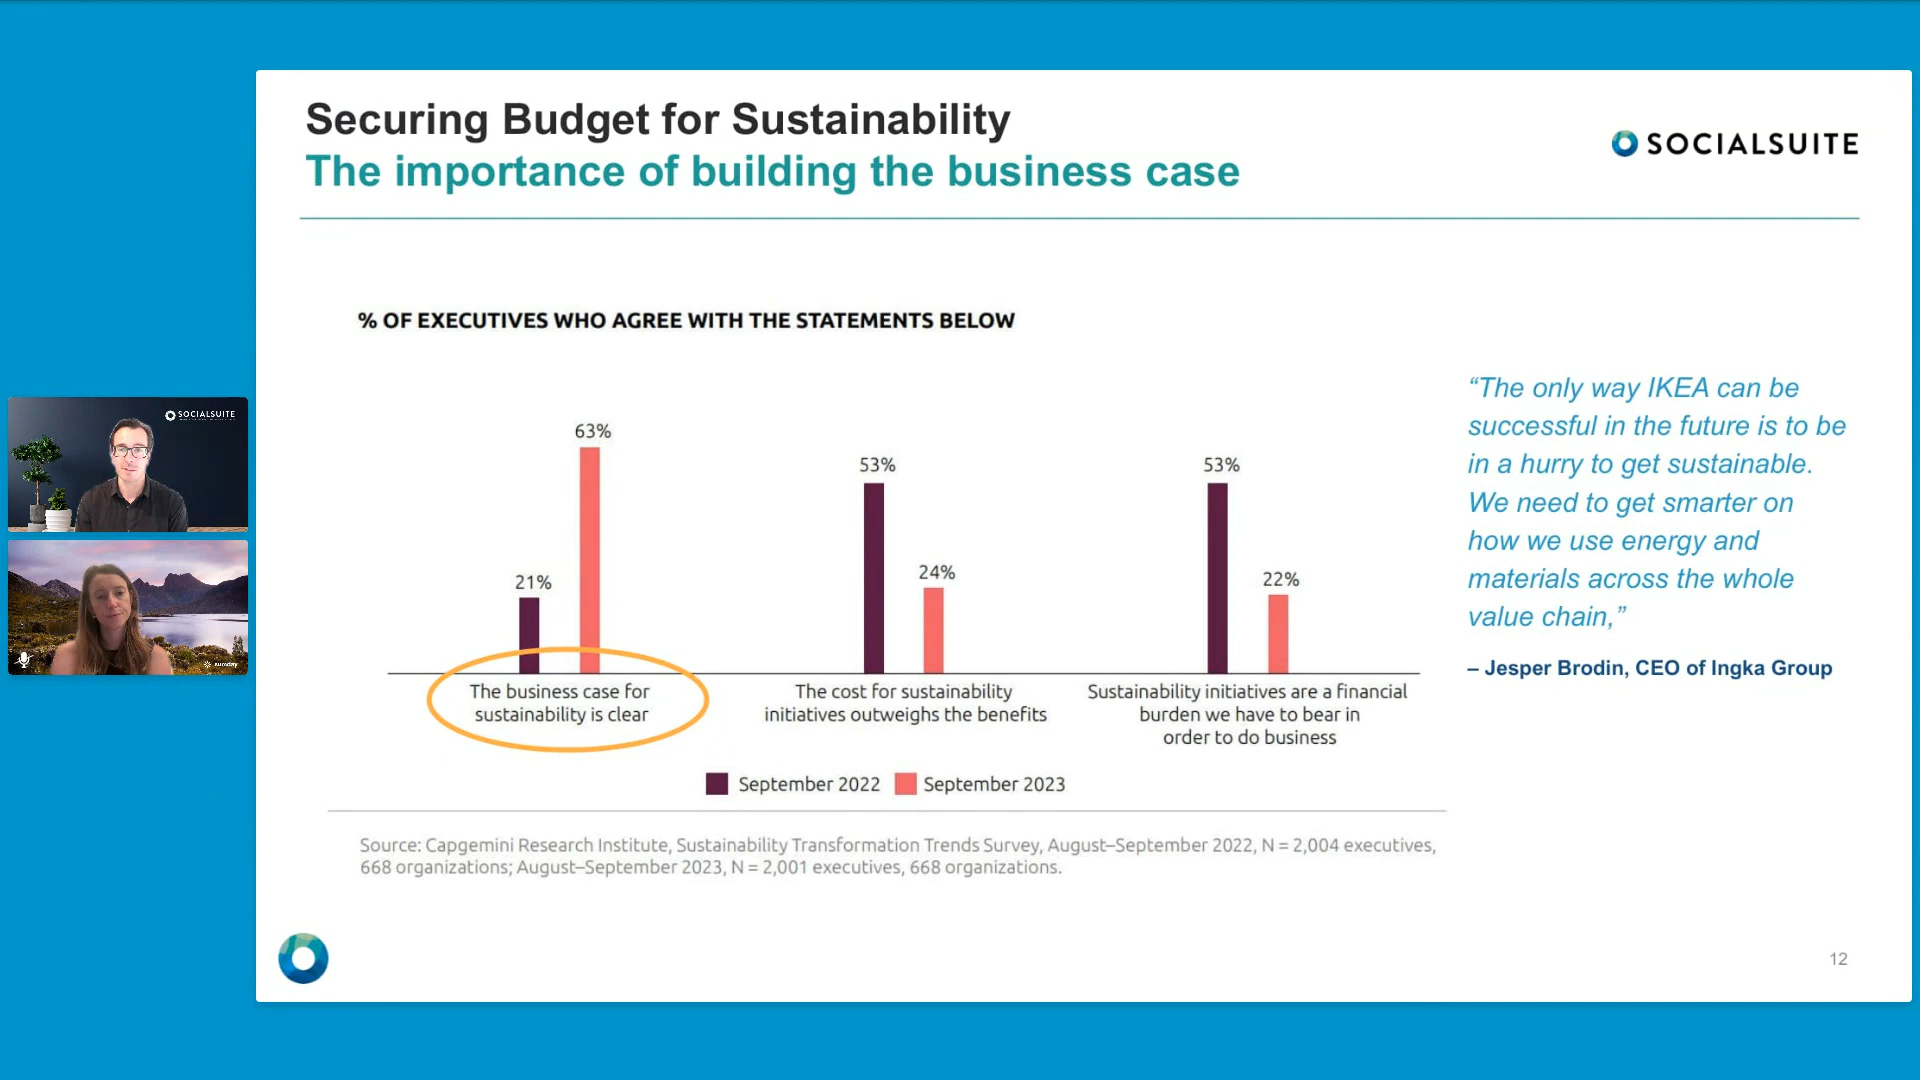 Securing Budget for Sustainability
The importance of building the business case
SOCIALSUITE
% OF EXECUTIVES WHO AGREE WITH THE STATEMENTS BELOW
21%
63%
53%
24%
53%
22%
The business case for
sustainability is clear
The cost for sustainability
initiatives outweighs the benefits
Sustainability initiatives are a financial
burden we have to bear in
order to do business
September 2022
September 2023
Source: Capgemini Research Institute, Sustainability Transformation Trends Survey, August–September 2022, N = 2,004 executives,
668 organizations; August–September 2023, N = 2,001 executives, 668 organizations.
“The only way IKEA can be
successful in the future is to be
in a hurry to get sustainable.
We need to get smarter on
how we use energy and
materials across the whole
value chain,”
– Jesper Brodin, CEO of Ingka Group
12
SOCIALSUITE